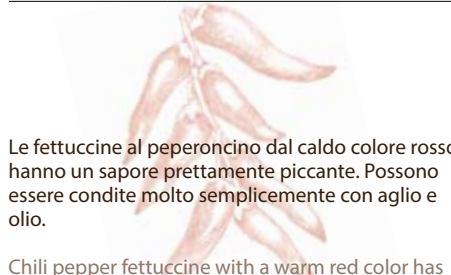 Le fettuccine al peperoncino dal caldo colore rosso
hanno un sapore prettamente piccante. Possono
essere condite molto semplicemente con aglio e
olio.
Chili pepper fettuccine with a warm red color has